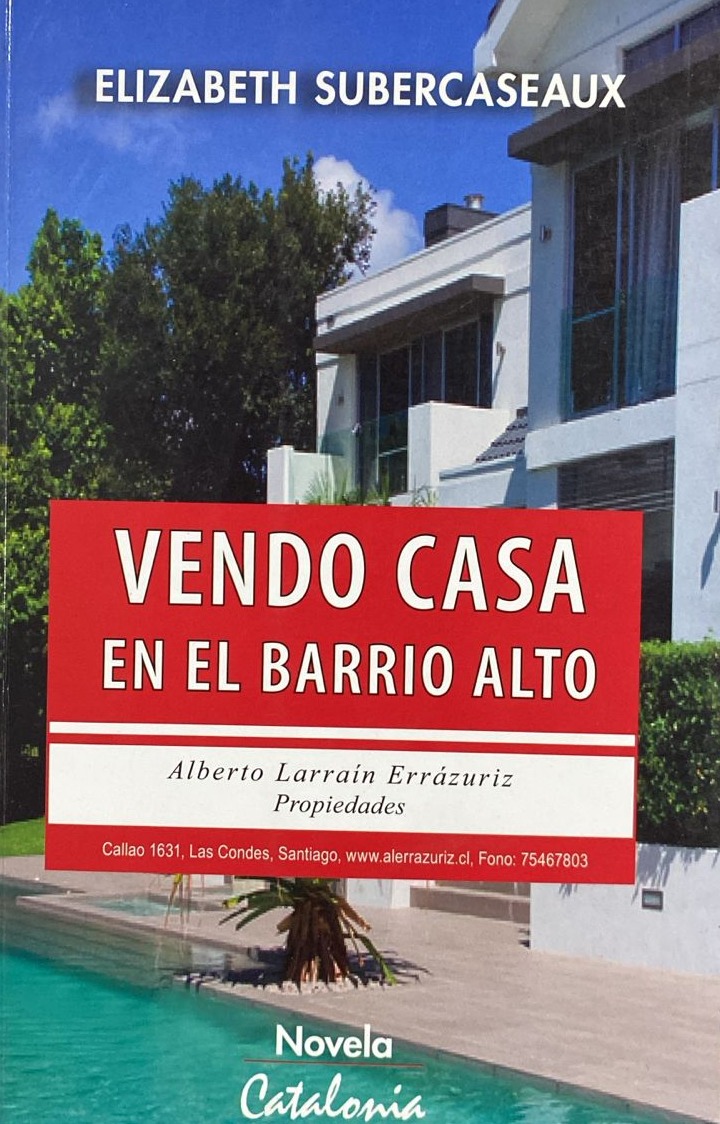 ELIZABETH SUBERCASEAUX
VENDO CASA
EN EL BARRIO ALTO
Alberto Larraín Errázuriz
Propiedades
Callao 1631, Las Condes, Santiago, www.alerrazuriz.cl, Fono: 75467803
Novela
Catalonia